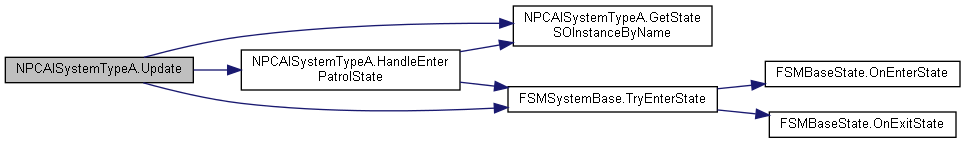 NPCAISystemTypeA.Update
NPCAISystemTypeA.HandleEnter
PatrolState
NPCAISystemTypeA.GetState
SOInstanceByName
FSMSystemBase.TryEnterState
FSMBaseState.OnEnterState
FSMBaseState.OnExitState